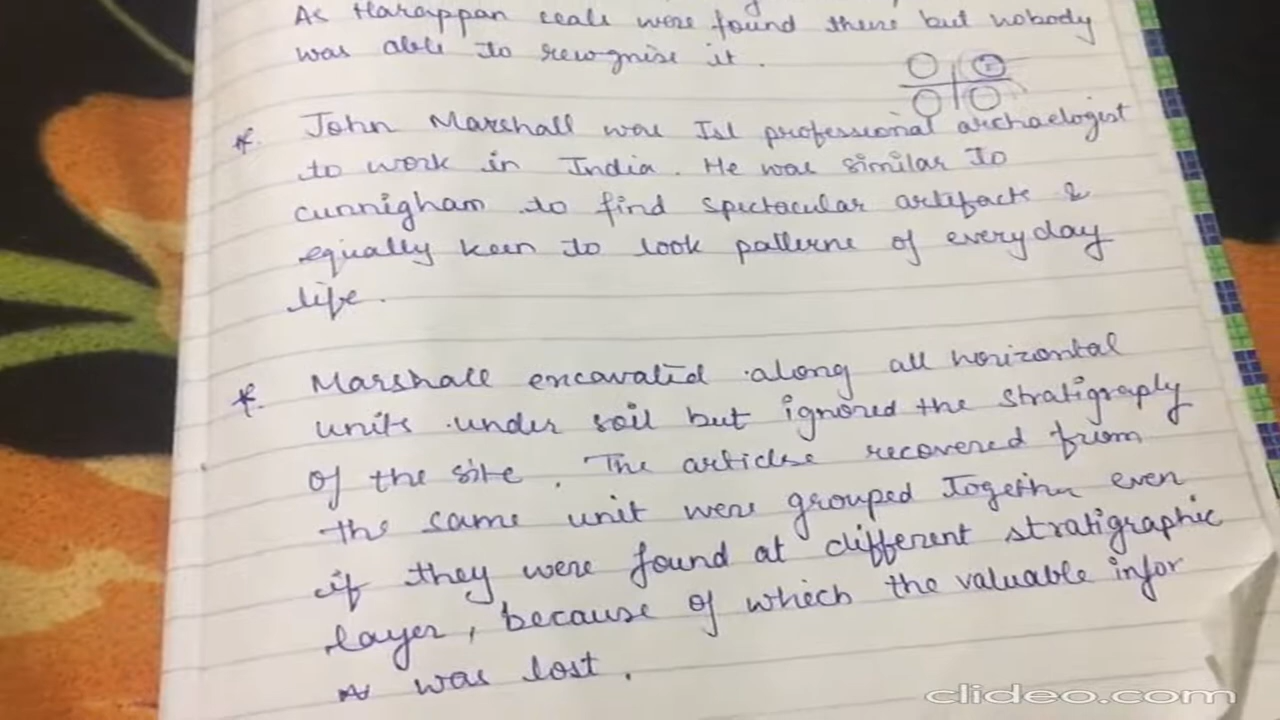 As Harappan seals were found there but nobody
was able to recognise it.
*. John Marshall was Ist professional archaelogist
to work in India. He was similar to
cunnigham to find spectacular artifacts &
equally keen to look patterns of everyday
life.
*. Marshall encavated along all horizontal
units under soil but ignored the stratigraply
of the site. The articles recovered from
the same unit were grouped Together even
if they were found at different stratigraphic
layer, because of which the valuable infor
was lost.
clideo.com